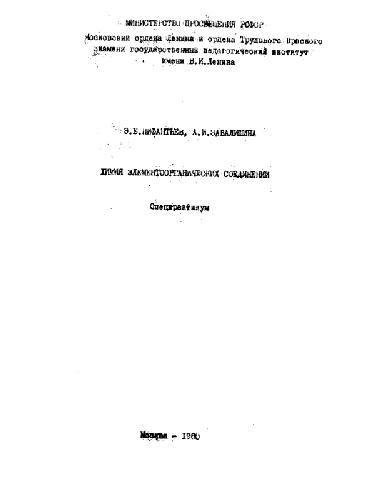 МИНИСТЕРСТВО ПРОСВЕЩЕНИЯ РСФСР
Московский ордена Ленина и ордена Трудового Красного
Знамени государственный педагогический институт
имени В.И.Ленина
Э.Е.НИФАНТЬЕВ, А.И.ЗАВАЛИШИНА
ХИМИЯ ЭЛЕМЕНТООРГАНИЧЕСКИХ СОЕДИНЕНИЙ
Спецпрактикум
Москва - 1980